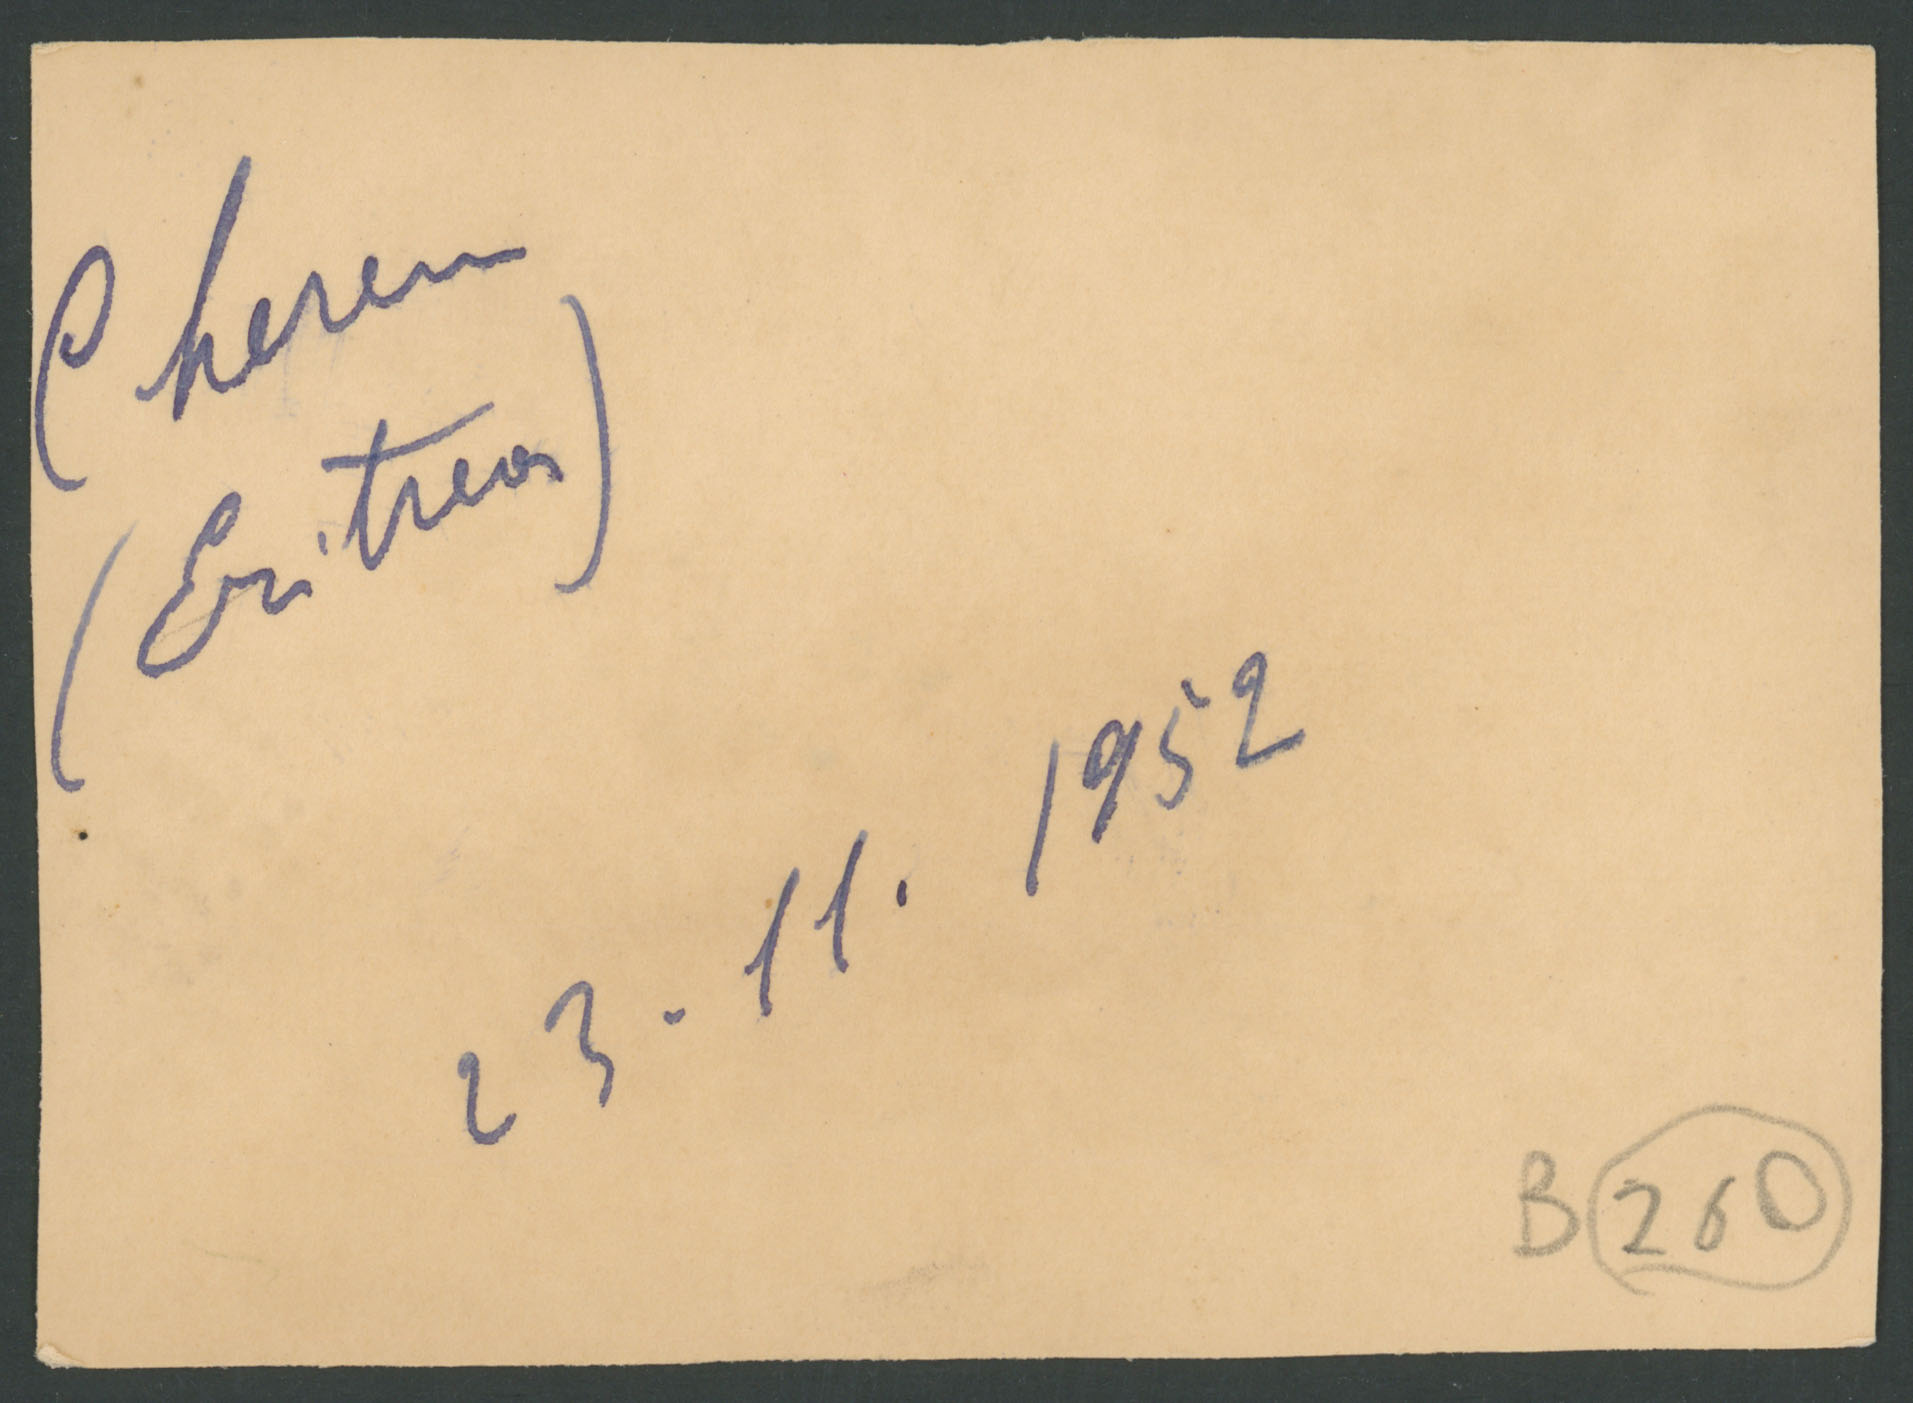 Cheren
(Eritrea)
23. 11. 1952
B 260